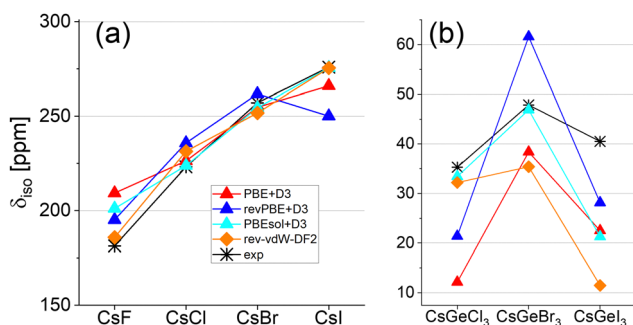 (a)
δiso [ppm]
300
250
200
150
PBE+D3
revPBE+D3
PBEsol+D3
rev-vdW-DF2
exp
CsF CsCl CsBr CsI
(b)
60
50
40
30
20
10
CsGeCl₃ CsGeBr₃ CsGeI₃